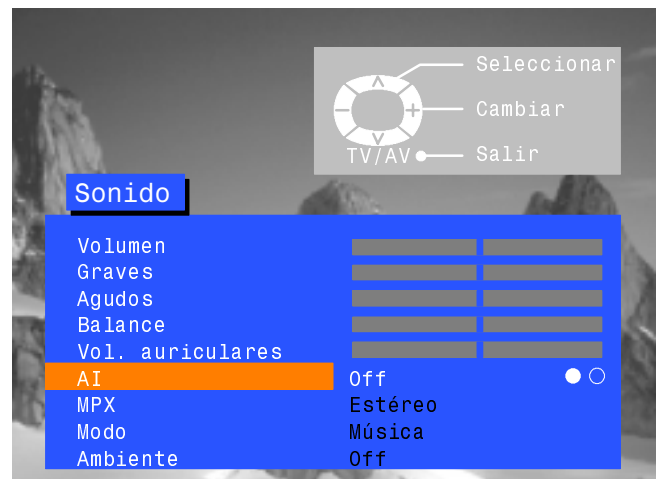 Seleccionar
Cambiar
TV/AV Salir
Sonido
Volumen
Graves
Agudos
Balance
Vol. auriculares
AI Off
MPX Estéreo
Modo Música
Ambiente Off